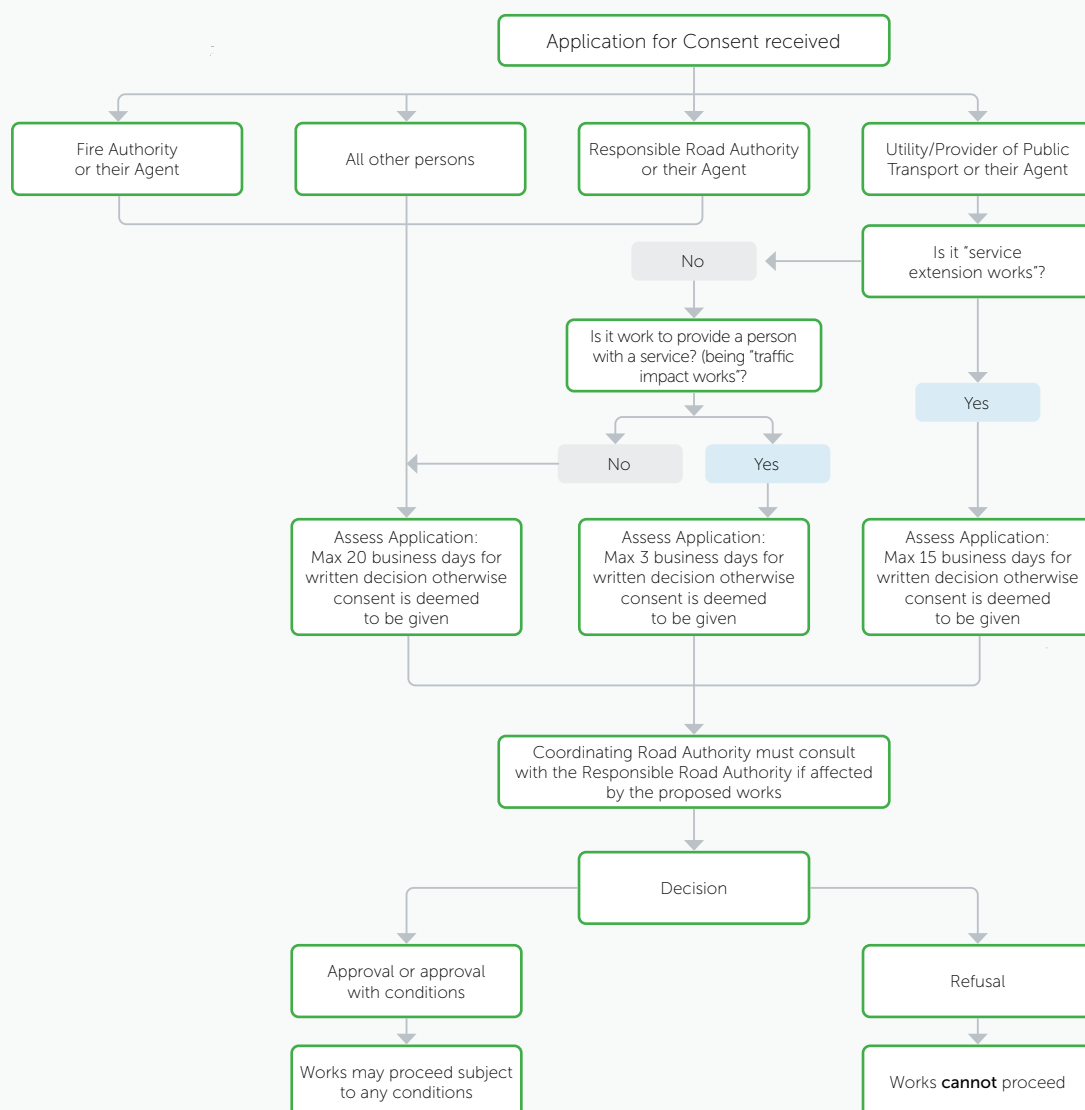 Application for Consent received
Fire Authority
or their Agent
All other persons
Responsible Road Authority
or their Agent
Utility/Provider of Public
Transport or their Agent
Is it "service
extension works"?
No
Is it work to provide a person
with a service? (being "traffic
impact works"?
Yes
No
Yes
Assess Application:
Max 20 business days for
written decision otherwise
consent is deemed
to be given
Assess Application:
Max 3 business days for
written decision otherwise
consent is deemed
to be given
Assess Application:
Max 15 business days for
written decision otherwise
consent is deemed
to be given
Coordinating Road Authority must consult
with the Responsible Road Authority if affected
by the proposed works
Decision
Approval or approval
with conditions
Refusal
Works may proceed subject
to any conditions
Works cannot proceed